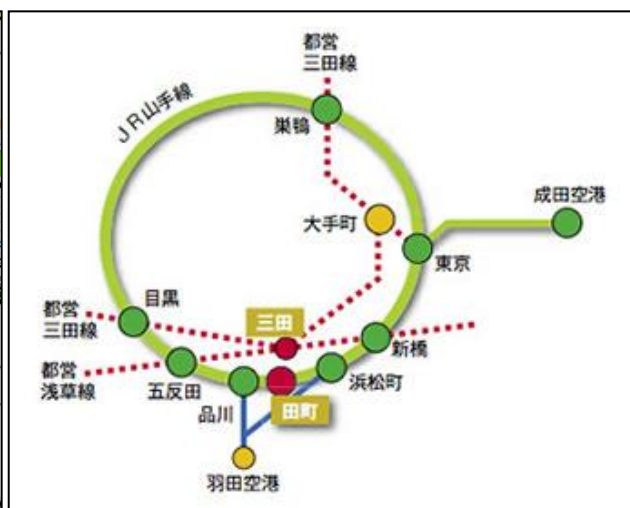 都営
三田線
JR山手線
巣鴨
大手町
成田空港
東京
目黒
都営
三田線
三田
新橋
都営
浅草線
五反田
浜松町
品川
田町
羽田空港